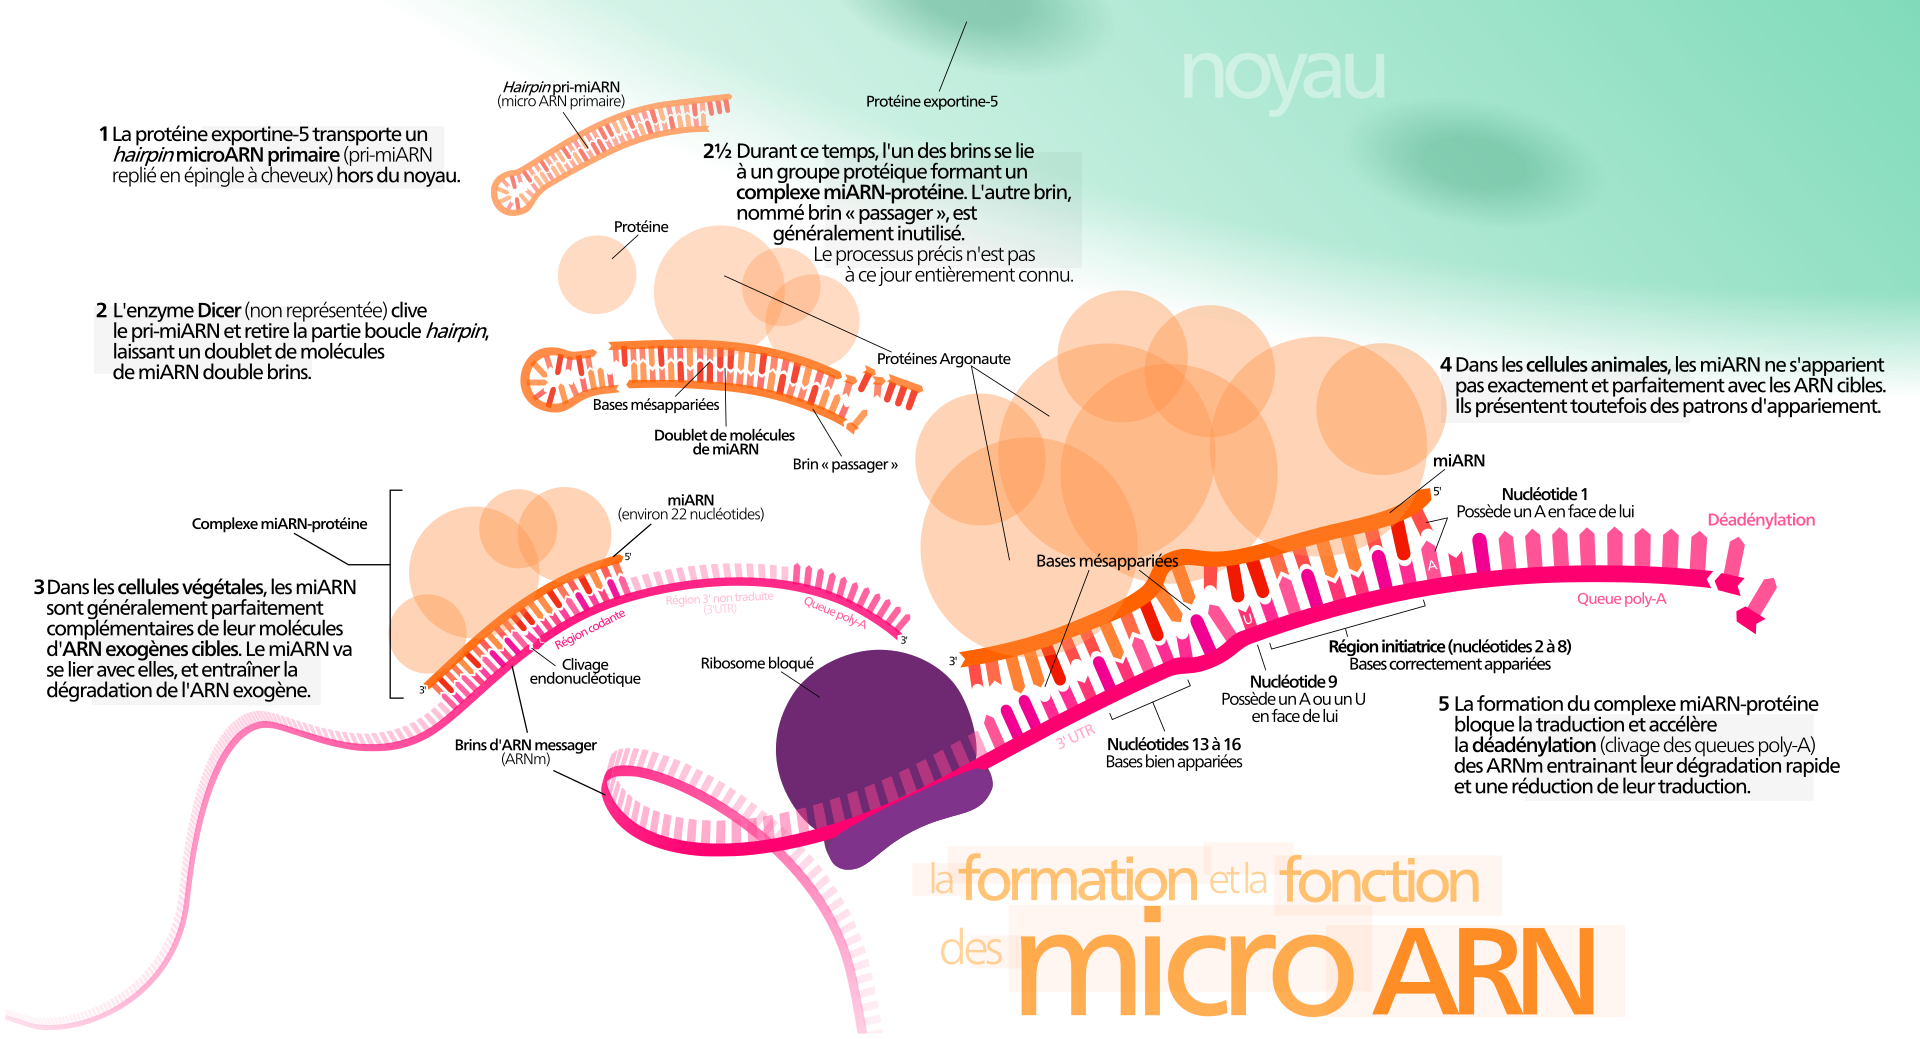 noyau
Protéine exportine-5
Hairpin pri-miARN
(micro ARN primaire)
1 La protéine exportine-5 transporte un
hairpin microARN primaire (pri-miARN
replié en épingle à cheveux) hors du noyau.
2½ Durant ce temps, l'un des brins se lie
à un groupe protéique formant un
complexe miARN-protéine. L'autre brin,
nommé brin « passager », est
généralement inutilisé.
Le processus précis n'est pas
à ce jour entièrement connu.
Protéine
2 L'enzyme Dicer (non représentée) clive
le pri-miARN et retire la partie boucle hairpin,
laissant un doublet de molécules
de miARN double brins.
Protéines Argonaute
Bases mésappariées
Doublet de molécules
de miARN
Brin « passager »
4 Dans les cellules animales, les miARN ne s'apparient
pas exactement et parfaitement avec les ARN cibles.
Ils présentent toutefois des patrons d'appariement.
miARN
5'
Nucléotide 1
Possède un A en face de lui
Déadénylation
Complexe miARN-protéine
miARN
(environ 22 nucléotides)
5'
3 Dans les cellules végétales, les miARN
sont généralement parfaitement
complémentaires de leur molécules
d'ARN exogènes cibles. Le miARN va
se lier avec elles, et entraîner la
dégradation de l'ARN exogène.
3'
Région codante
Région 3' non traduite
(3'UTR)
Queue poly-A
3'
Clivage
endonucléotique
Bases mésappariées
A
U
Queue poly-A
3'
Ribosome bloqué
Région initiatrice (nucléotides 2 à 8)
Bases correctement appariées
Nucléotide 9
Possède un A ou un U
en face de lui
3' UTR
Nucléotides 13 à 16
Bases bien appariées
Brins d'ARN messager
(ARNm)
5 La formation du complexe miARN-protéine
bloque la traduction et accélère
la déadénylation (clivage des queues poly-A)
des ARNm entrainant leur dégradation rapide
et une réduction de leur traduction.
la formation et la fonction
des micro ARN